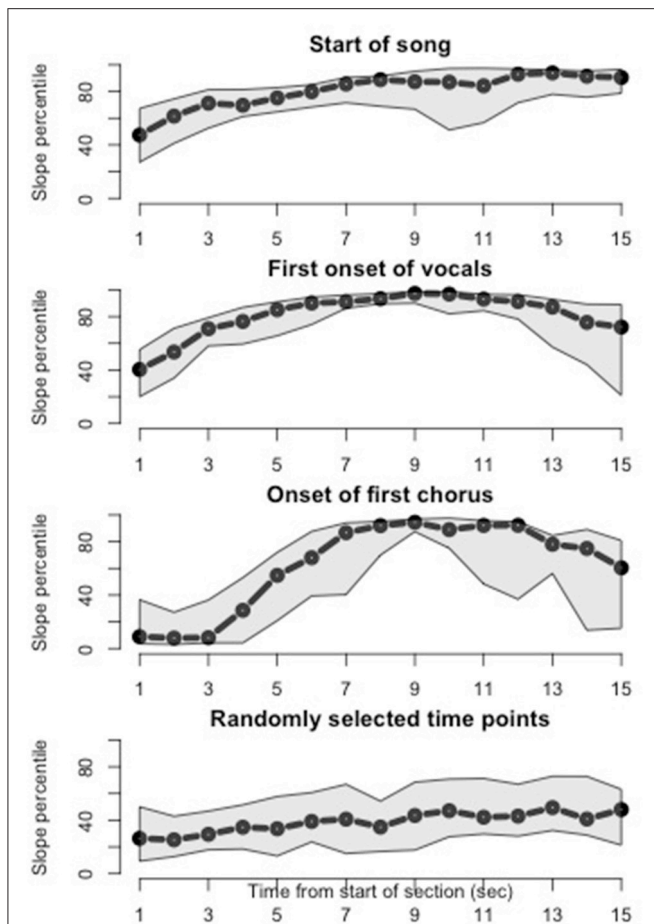 Start of song
Slope percentile
80
40
0
1 3 5 7 9 11 13 15
First onset of vocals
Slope percentile
80
40
0
1 3 5 7 9 11 13 15
Onset of first chorus
Slope percentile
80
40
0
1 3 5 7 9 11 13 15
Randomly selected time points
Slope percentile
80
40
0
Time from start of section (sec)
1 3 5 7 9 11 13 15